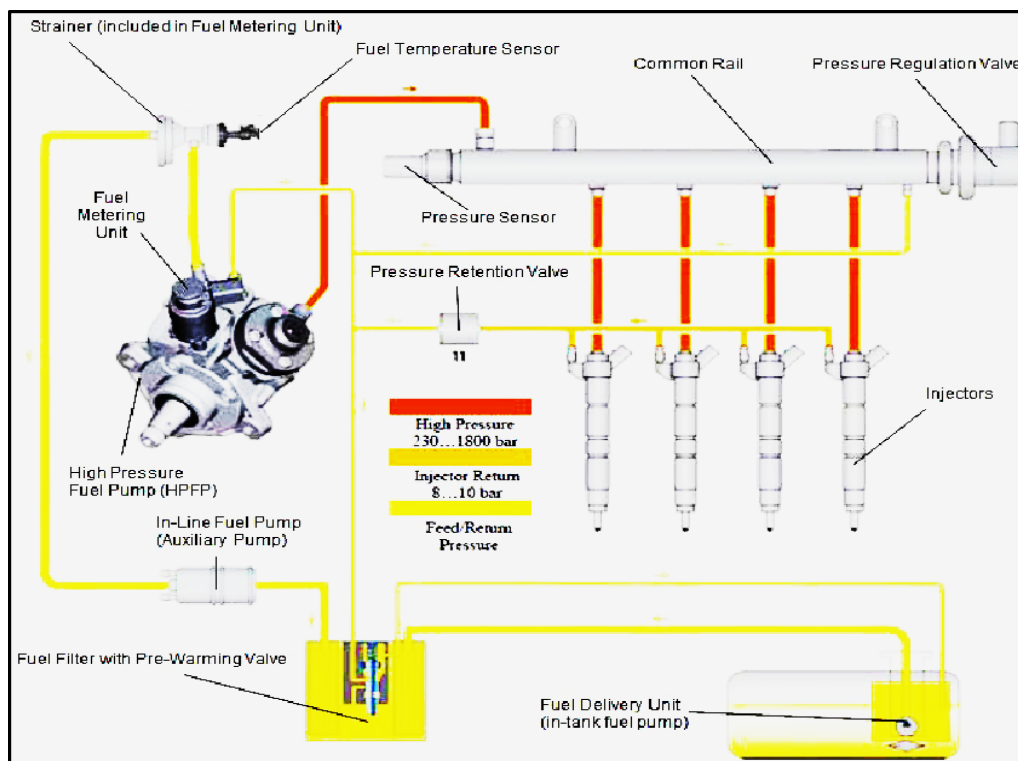 Strainer (included in Fuel Metering Unit)
Fuel Temperature Sensor
Common Rail
Pressure Regulation Valve
Fuel
Metering
Unit
Pressure Sensor
Pressure Retention Valve
11
High Pressure
230...1800 bar
Injector Return
8...10 bar
Feed/Return
Pressure
Injectors
High Pressure
Fuel Pump (HPFP)
In-Line Fuel Pump
(Auxiliary Pump)
Fuel Filter with Pre-Warming Valve
Fuel Delivery Unit
(in-tank fuel pump)